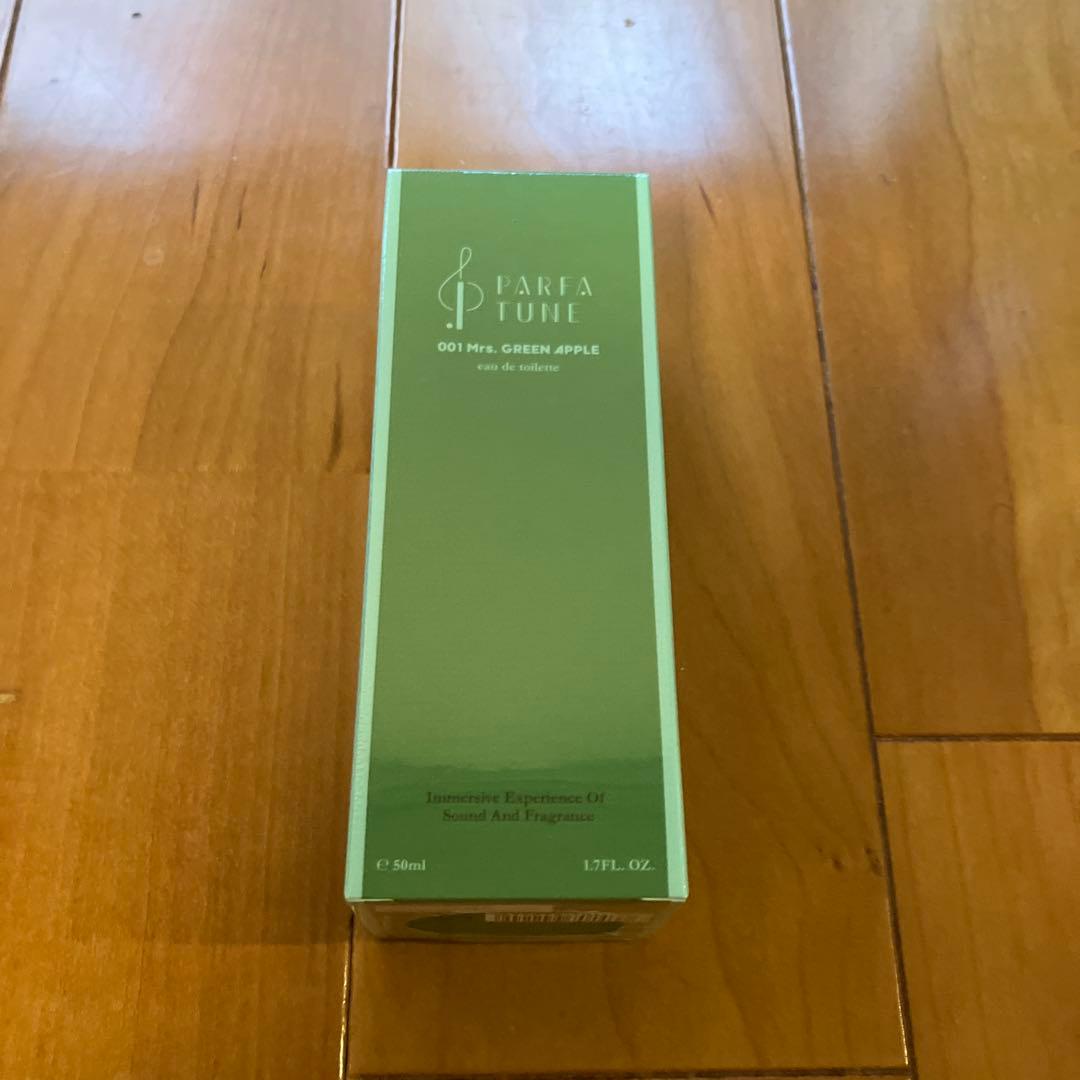 PARFA
TUNE
001 Mrs. GREEN APPLE
eau de toilette
Immersive Experience Of
Sound And Fragrance
℮ 50ml
1.7FL. OZ.